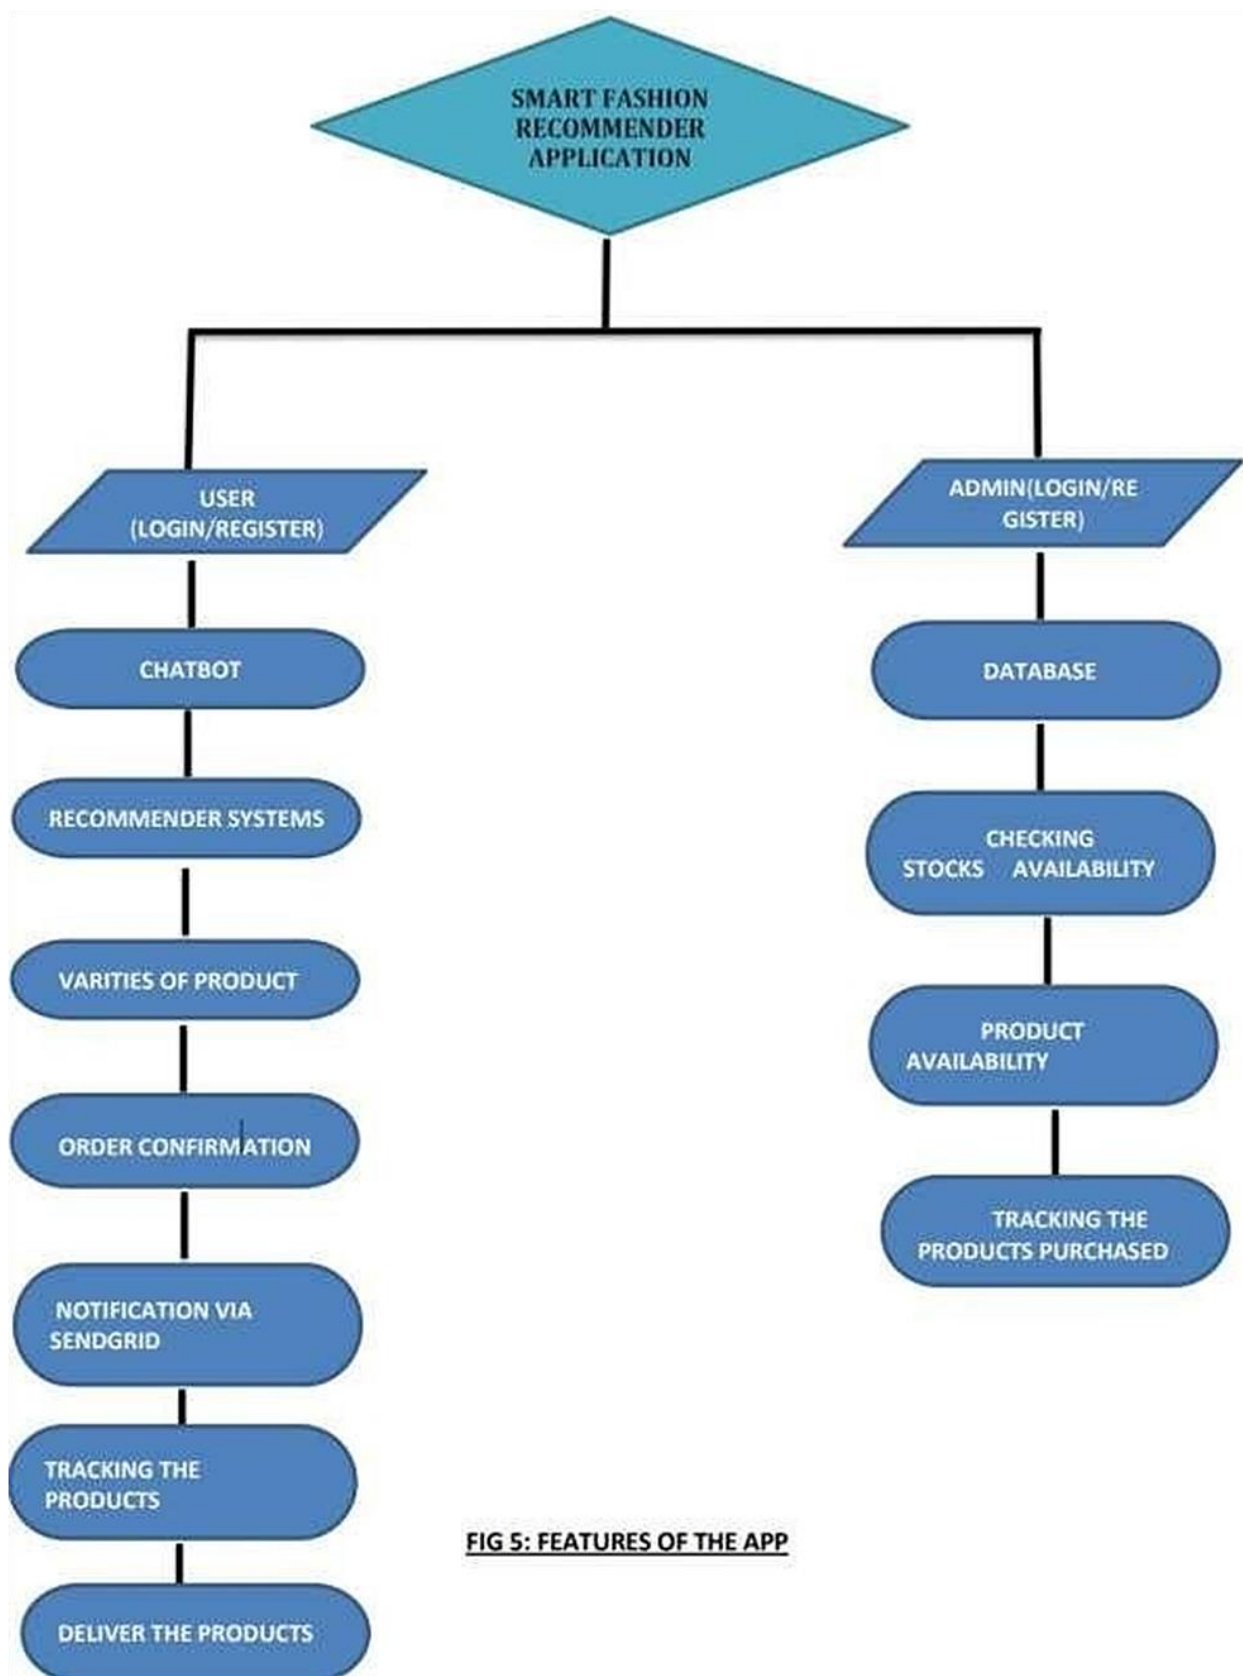 SMART FASHION
RECOMMENDER
APPLICATION
USER
(LOGIN/REGISTER)
CHATBOT
RECOMMENDER SYSTEMS
VARITIES OF PRODUCT
ORDER CONFIRMATION
NOTIFICATION VIA
SENDGRID
TRACKING THE
PRODUCTS
DELIVER THE PRODUCTS
ADMIN(LOGIN/RE
GISTER)
DATABASE
CHECKING
STOCKS AVAILABILITY
PRODUCT
AVAILABILITY
TRACKING THE
PRODUCTS PURCHASED
FIG 5: FEATURES OF THE APP